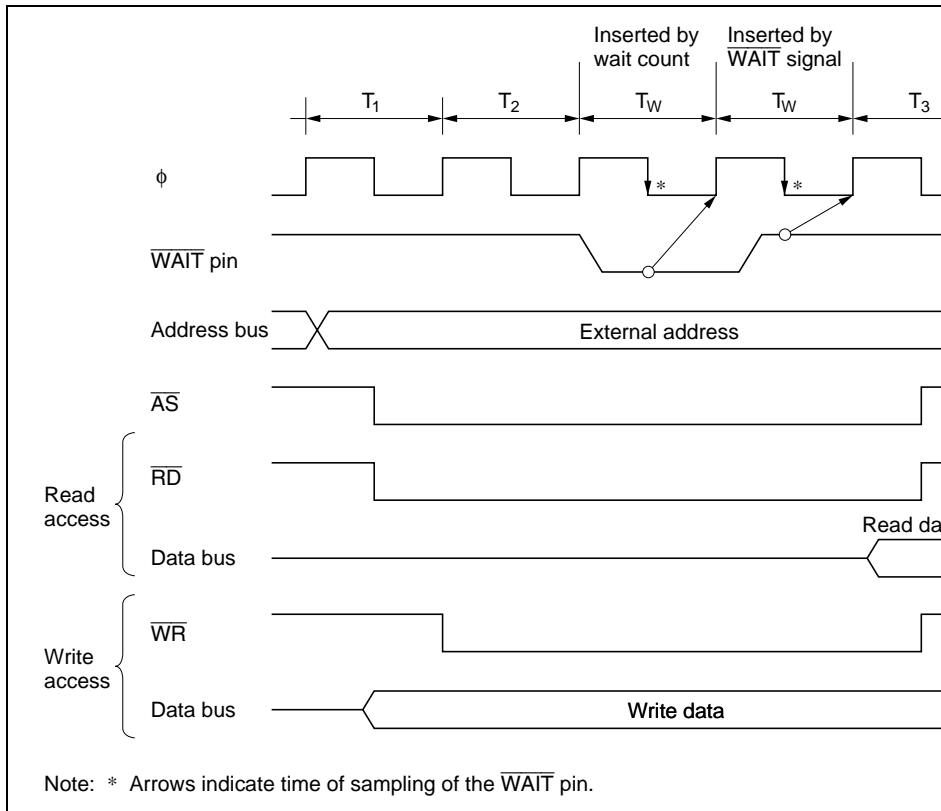 Inserted by
wait count
Inserted by
WAIT signal
T1
T2
TW
TW
T3
ϕ
*
*
WAIT pin
Address bus
External address
AS
Read
access
RD
Read da
Data bus
Write
access
WR
Data bus
Write data
Note: * Arrows indicate time of sampling of the WAIT pin.